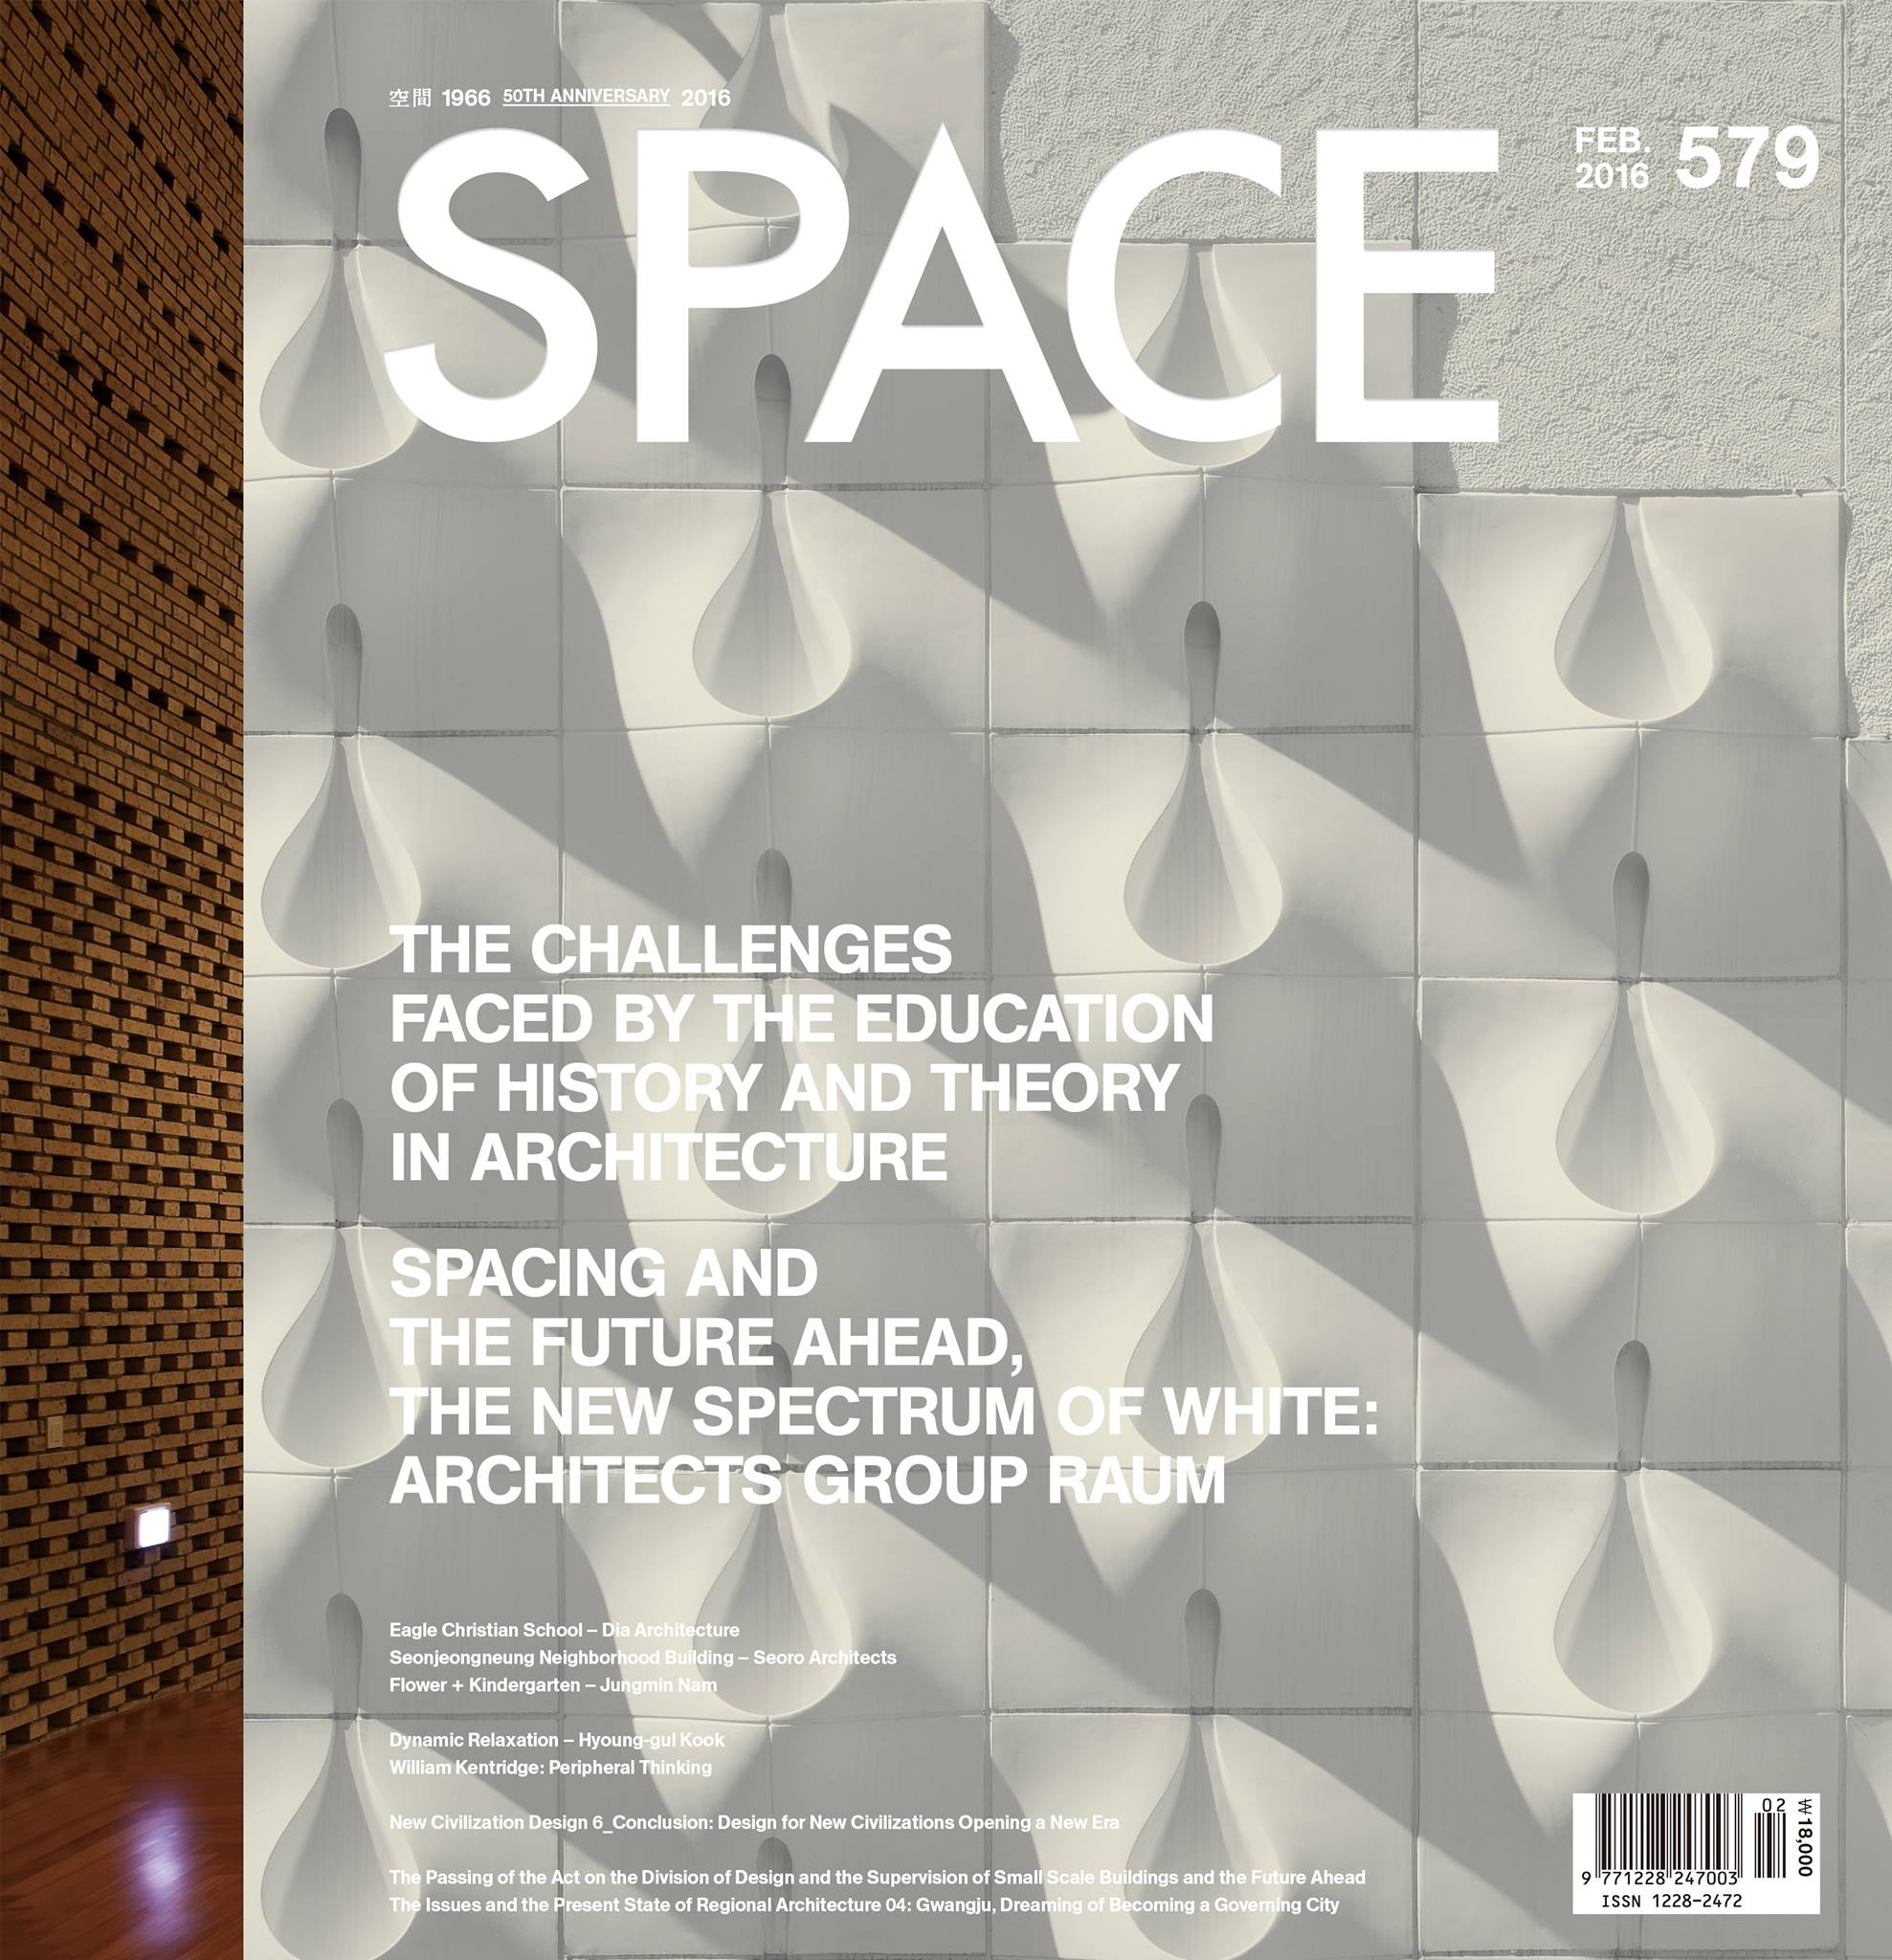 空間 1966 50TH ANNIVERSARY 2016
SPACE
FEB.
2016
579
THE CHALLENGES
FACED BY THE EDUCATION
OF HISTORY AND THEORY
IN ARCHITECTURE
SPACING AND
THE FUTURE AHEAD,
THE NEW SPECTRUM OF WHITE:
ARCHITECTS GROUP RAUM
Eagle Christian School – Dia Architecture
Seonjeongneung Neighborhood Building – Seoro Architects
Flower + Kindergarten – Jungmin Nam
Dynamic Relaxation – Hyoung-gul Kook
William Kentridge: Peripheral Thinking
New Civilization Design 6_Conclusion: Design for New Civilizations Opening a New Era
The Passing of the Act on the Division of Design and the Supervision of Small Scale Buildings and the Future Ahead
The Issues and the Present State of Regional Architecture 04: Gwangju, Dreaming of Becoming a Governing City
02
₩18,000
9 771228 247003
ISSN 1228-2472